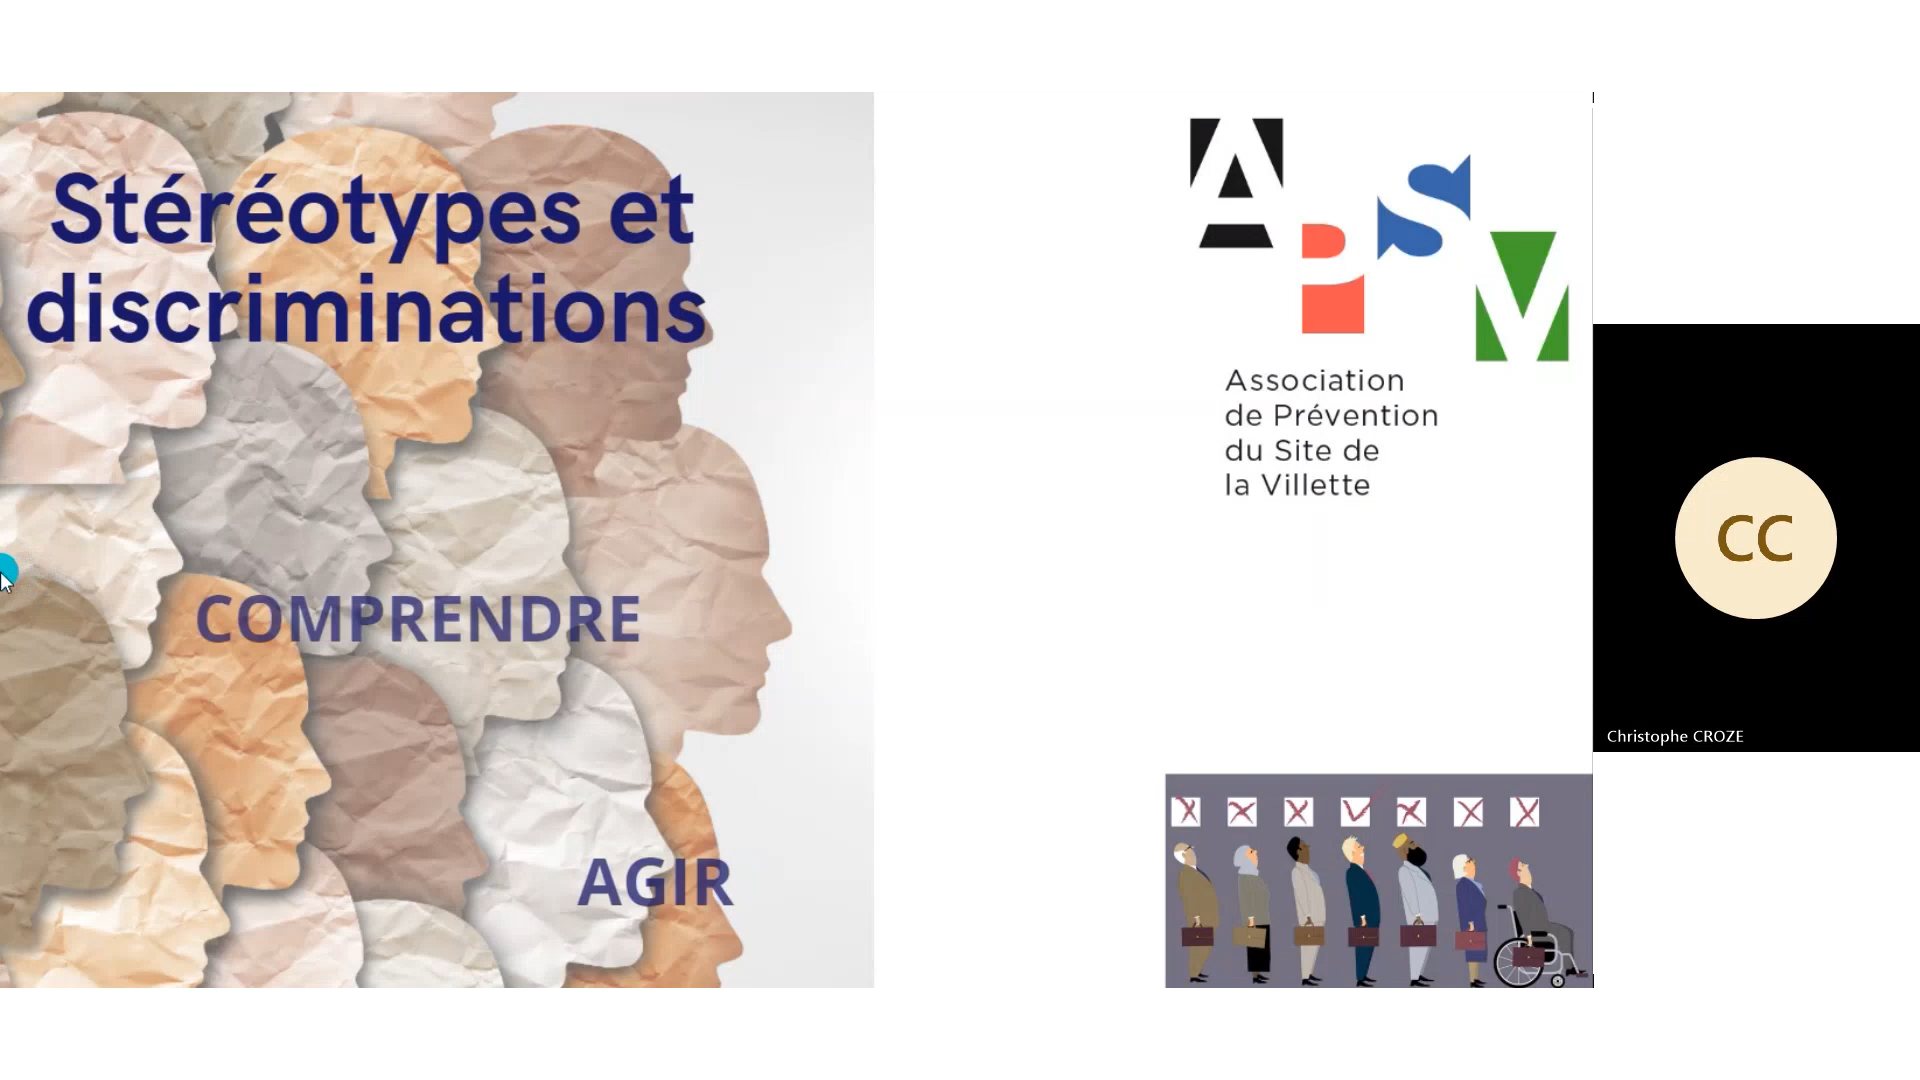 Stéréotypes et
discriminations
COMPRENDRE
AGIR
APSV
Association
de Prévention
du Site de
la Villette
CC
Christophe CROZE